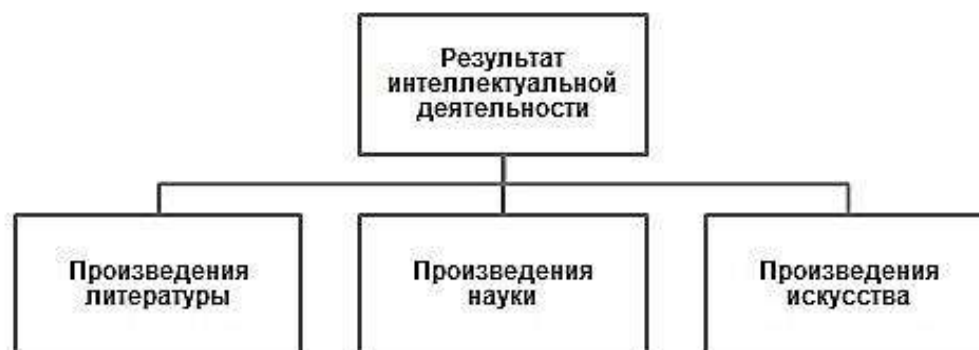 Результат
интеллектуальной
деятельности
Произведения
литературы
Произведения
науки
Произведения
искусства